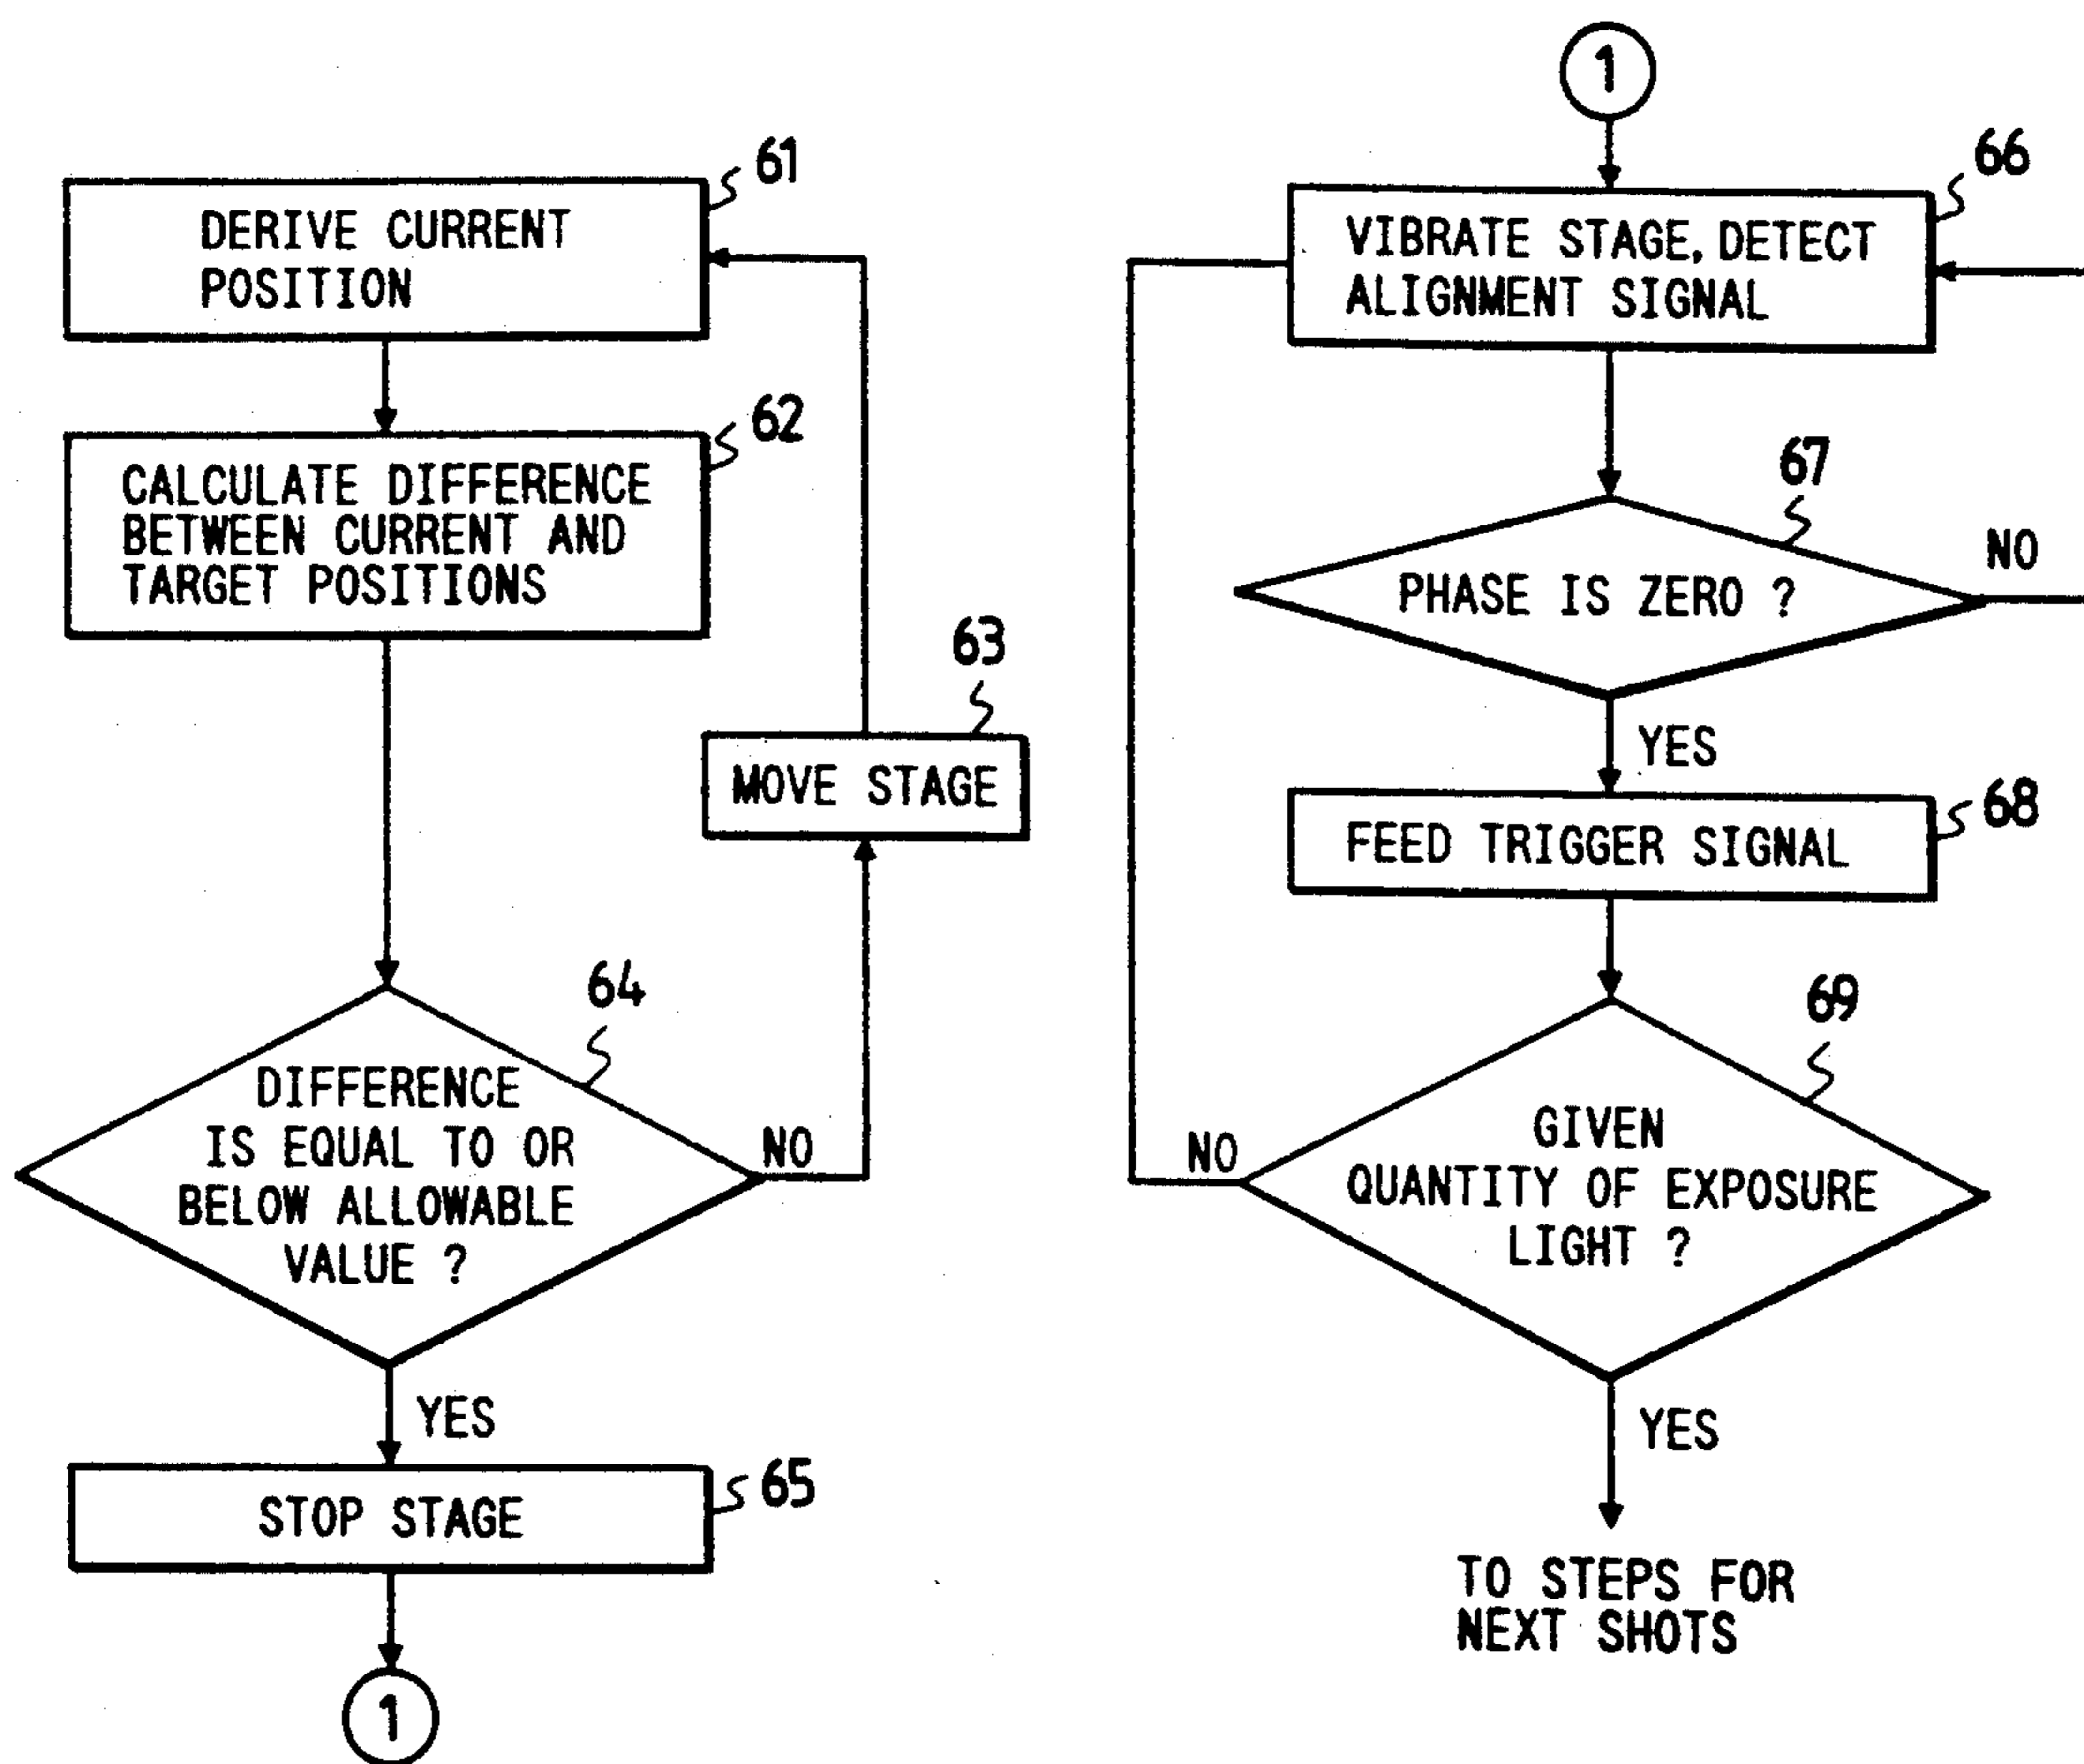 61
DERIVE CURRENT
POSITION
62
CALCULATE DIFFERENCE
BETWEEN CURRENT AND
TARGET POSITIONS
63
MOVE STAGE
64
DIFFERENCE
IS EQUAL TO OR
BELOW ALLOWABLE
VALUE ?
NO
YES
65
STOP STAGE
1
1
66
VIBRATE STAGE, DETECT
ALIGNMENT SIGNAL
67
PHASE IS ZERO ?
NO
YES
68
FEED TRIGGER SIGNAL
69
GIVEN
QUANTITY OF EXPOSURE
LIGHT ?
NO
YES
TO STEPS FOR
NEXT SHOTS